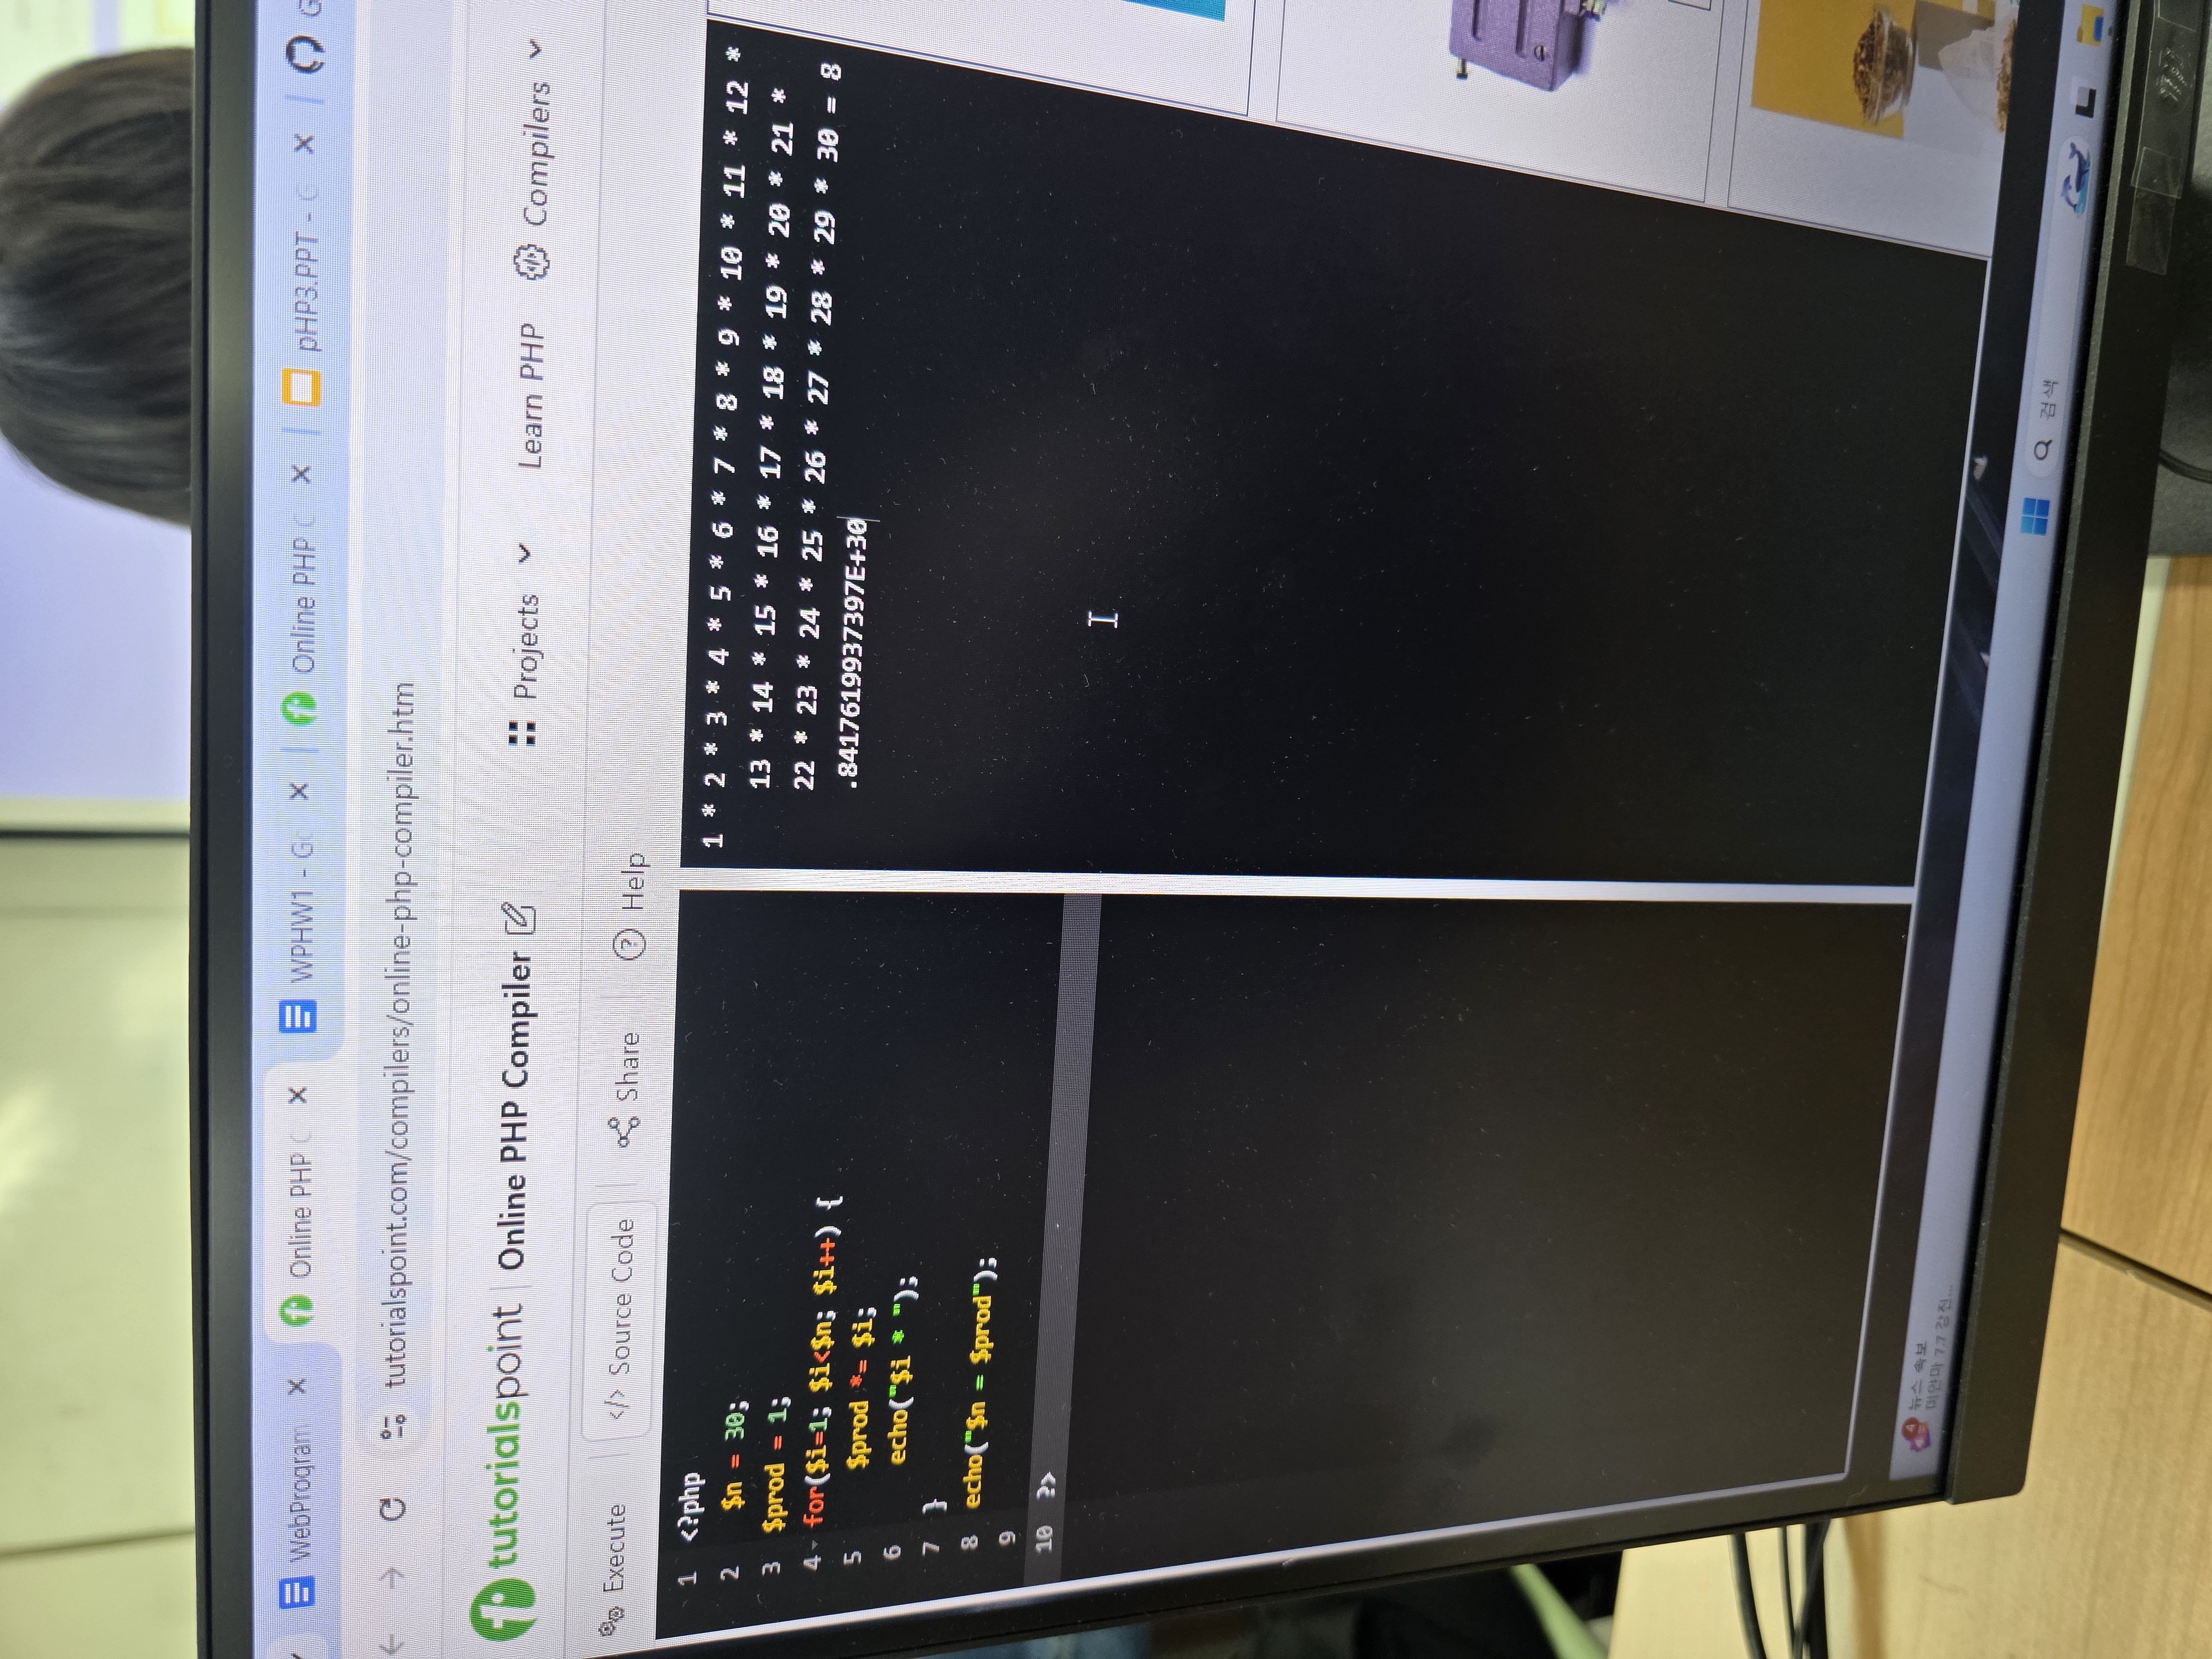 WebProgram
Online PHP C
WPHW1 - Go
Online PHP C
pHP3.PPT - G
G
tutorialspoint.com/compilers/online-php-compiler.htm
tutorialspoint
Online PHP Compiler
Projects
Learn PHP
Compilers
Execute
</> Source Code
Share
Help
1 <?php
2 $n = 30;
3 $prod = 1;
4 for($i=1; $i<$n; $i++) {
5 $prod *= $i;
6 echo("$i * ");
7 }
8 echo("$n = $prod");
9
10 ?>
1 * 2 * 3 * 4 * 5 * 6 * 7 * 8 * 9 * 10 * 11 * 12 *
13 * 14 * 15 * 16 * 17 * 18 * 19 * 20 * 21 *
22 * 23 * 24 * 25 * 26 * 27 * 28 * 29 * 30 = 8
.8417619937397E+30
4
뉴스 속보
미얀마 7.7 강진...
검색